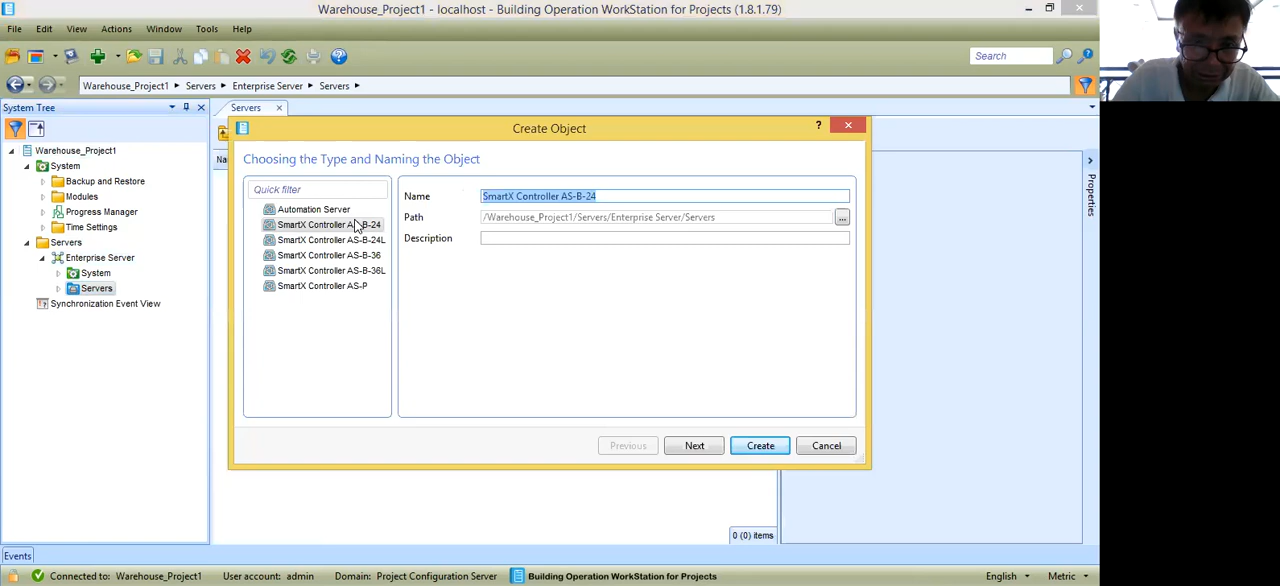 Warehouse_Project1 - localhost - Building Operation WorkStation for Projects (1.8.1.79)
File Edit View Actions Window Tools Help
Search
Warehouse_Project1 Servers Enterprise Server Servers
System Tree
Servers
Create Object
Choosing the Type and Naming the Object
Quick filter
Automation Server
SmartX Controller AS-B-24
SmartX Controller AS-B-24L
SmartX Controller AS-B-36
SmartX Controller AS-B-36L
SmartX Controller AS-P
Name SmartX Controller AS-B-24
Path /Warehouse_Project1/Servers/Enterprise Server/Servers
...
Description
Previous Next Create Cancel
Warehouse_Project1
System
Backup and Restore
Modules
Progress Manager
Time Settings
Servers
Enterprise Server
System
Servers
Synchronization Event View
Na
Properties
0 (0) items
Events
Connected to: Warehouse_Project1 User account: admin Domain: Project Configuration Server Building Operation WorkStation for Projects English Metric